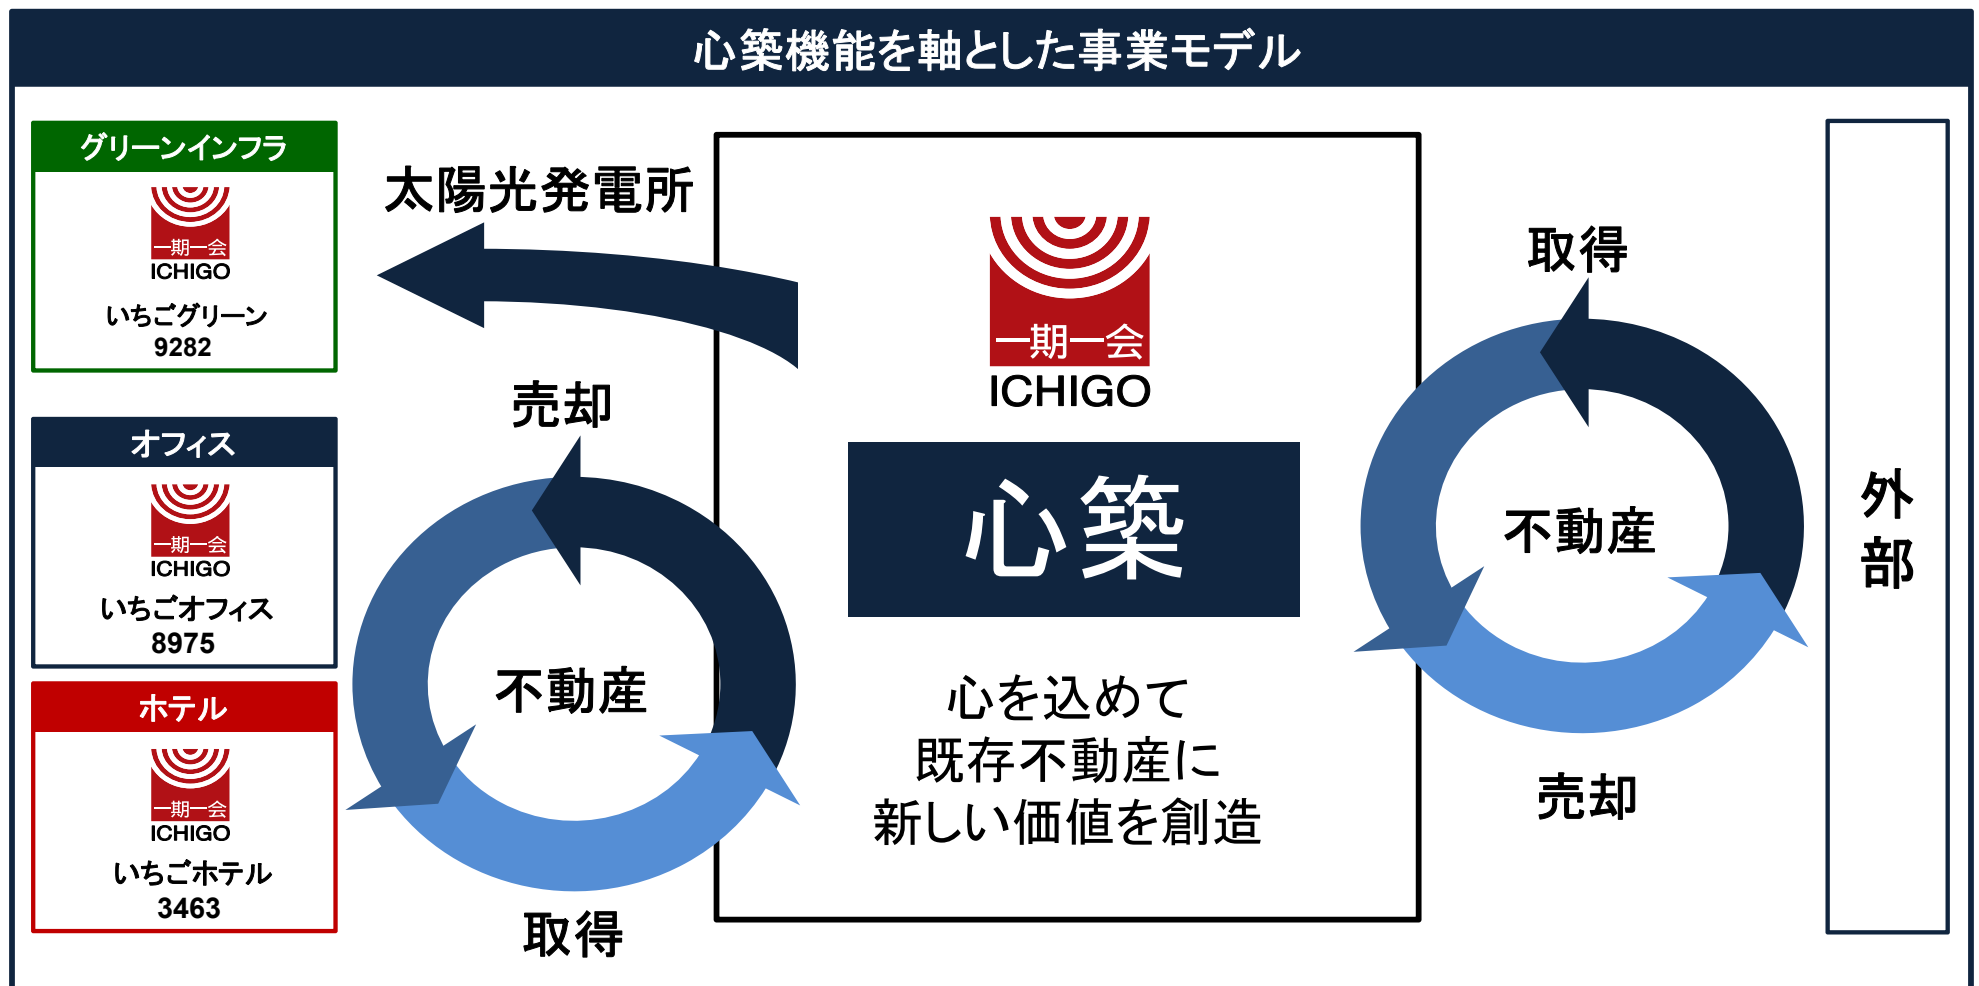 心築機能を軸とした事業モデル
グリーンインフラ
一期一会
ICHIGO
いちごグリーン
9282
オフィス
一期一会
ICHIGO
いちごオフィス
8975
ホテル
一期一会
ICHIGO
いちごホテル
3463
太陽光発電所
売却
不動産
取得
一期一会
ICHIGO
心築
心を込めて
既存不動産に
新しい価値を創造
取得
不動産
売却
外
部